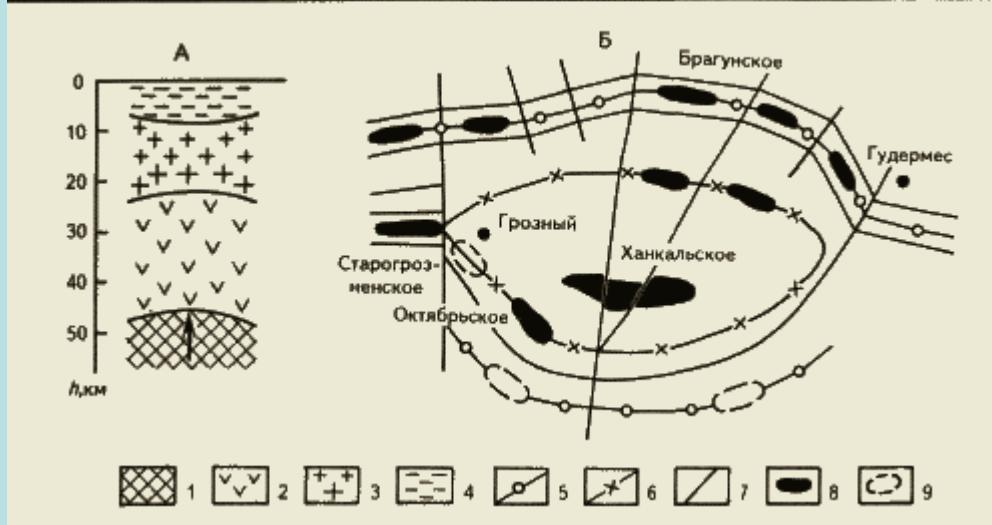 А
0
10
20
30
40
50
h,км
Б
Брагунское
Гудермес
Грозный
Ханкальское
Старогроз-
менское
Октябрьское
1
2
3
4
5
6
7
8
9